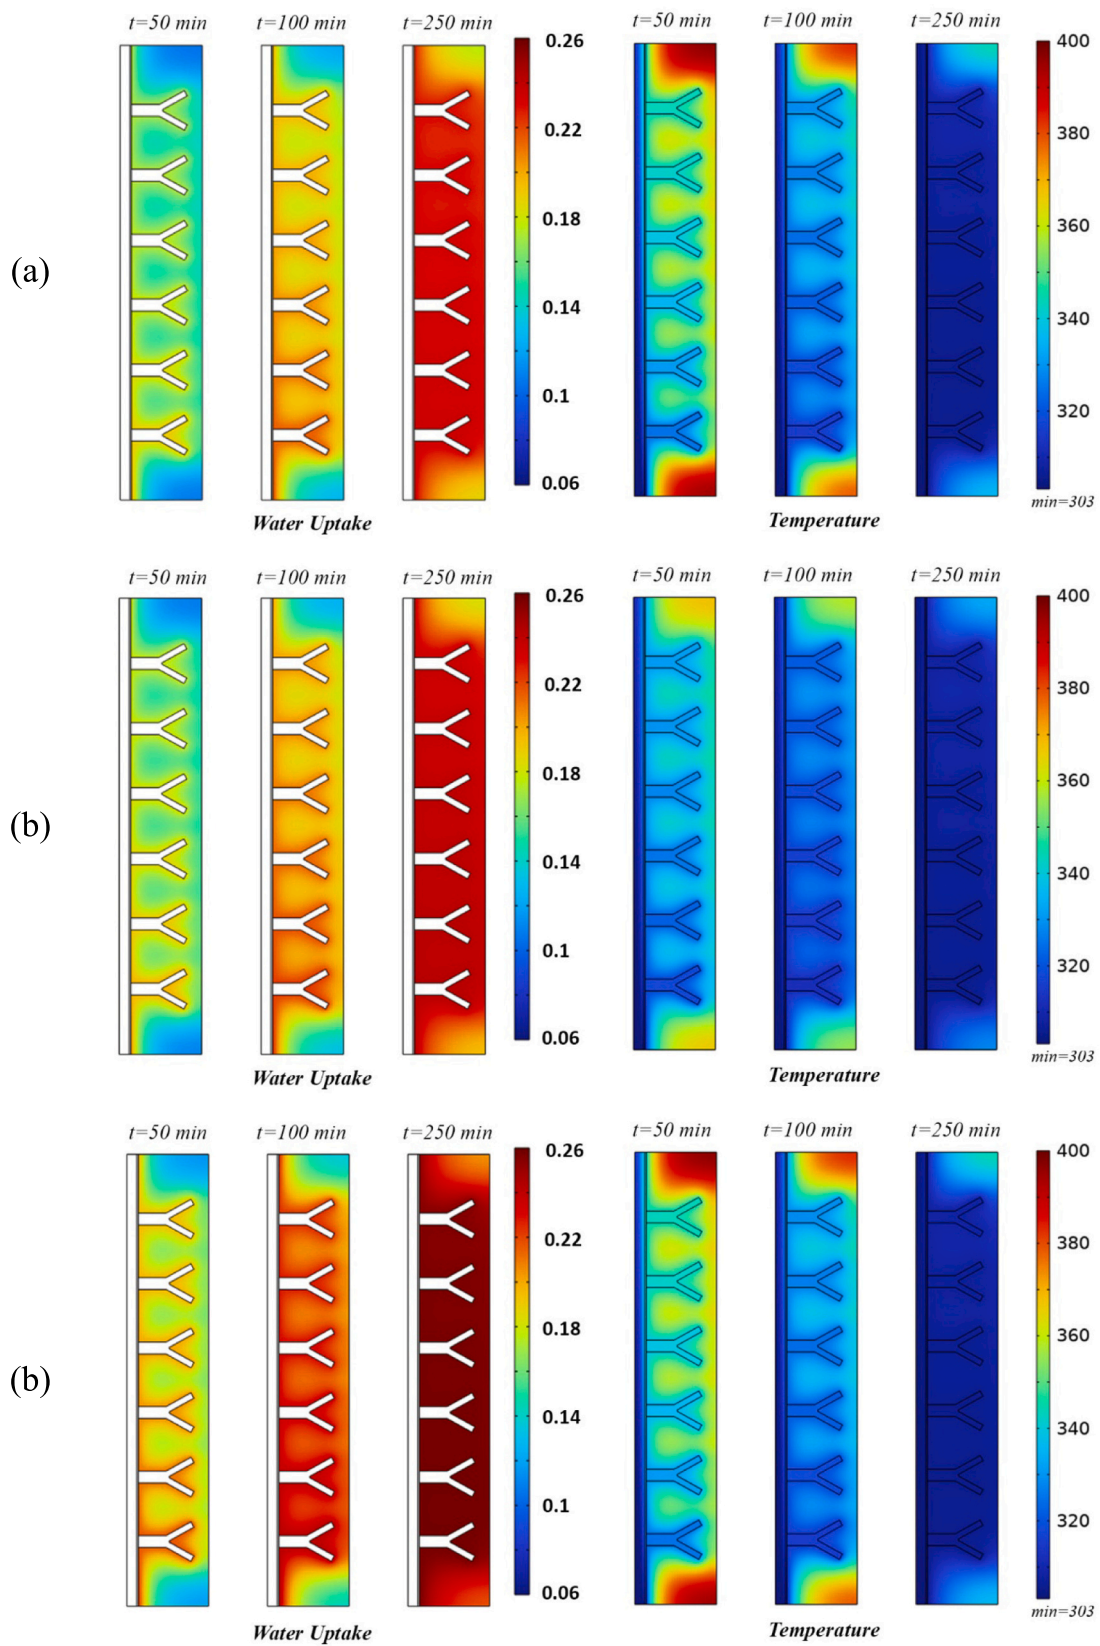 t=50 min t=100 min t=250 min t=50 min t=100 min t=250 min
0.26 400
0.22 380
0.18 360
(a)
0.14 340
0.1 320
0.06 min=303
Water Uptake Temperature
t=50 min t=100 min t=250 min t=50 min t=100 min t=250 min
0.26 400
0.22 380
0.18 360
(b)
0.14 340
0.1 320
0.06 min=303
Water Uptake Temperature
t=50 min t=100 min t=250 min t=50 min t=100 min t=250 min
0.26 400
0.22 380
0.18 360
(b)
0.14 340
0.1 320
0.06 min=303
Water Uptake Temperature